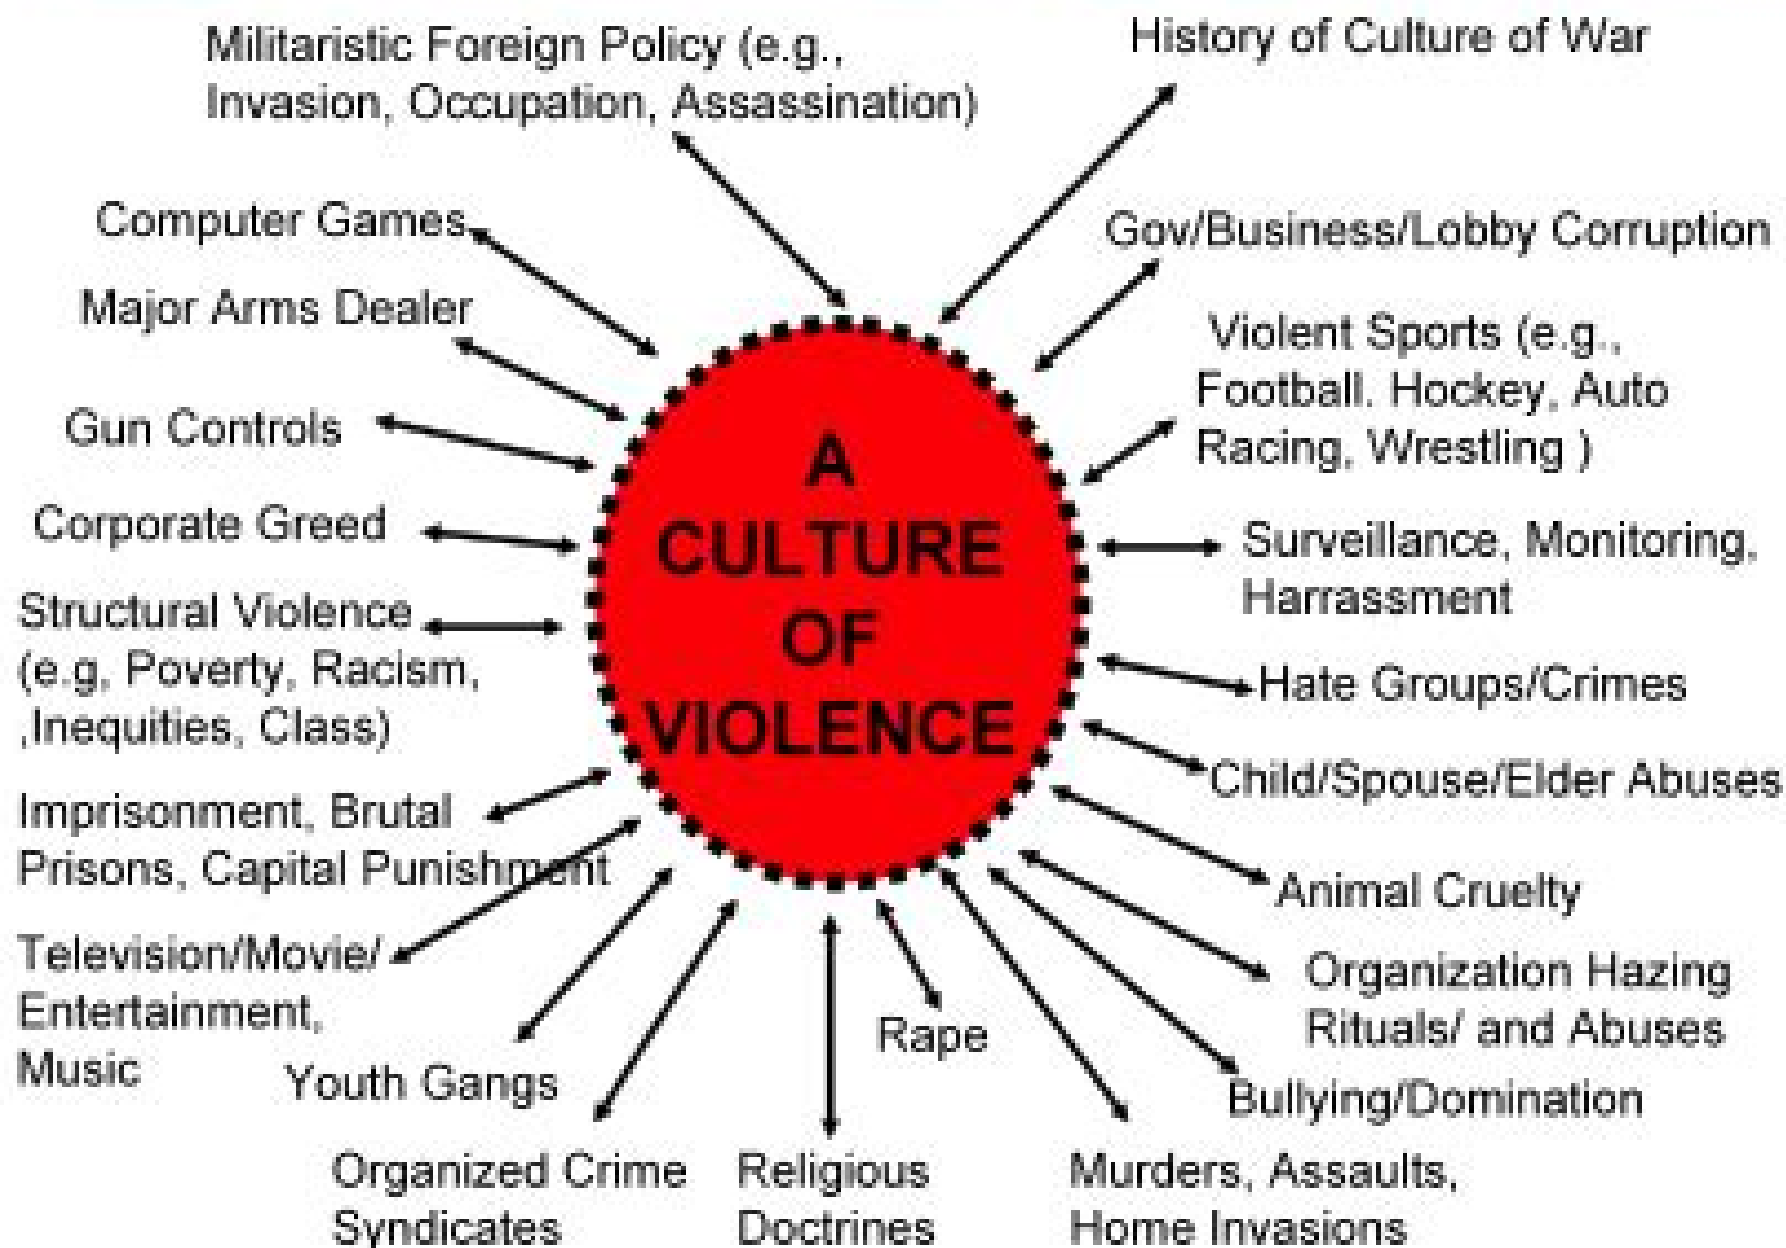 Militaristic Foreign Policy (e.g.,
Invasion, Occupation, Assassination)
History of Culture of War
Computer Games
Gov/Business/Lobby Corruption
Major Arms Dealer
Violent Sports (e.g.,
Football. Hockey, Auto
Racing, Wrestling )
Gun Controls
A
CULTURE
OF
VIOLENCE
Corporate Greed
Surveillance, Monitoring,
Harrassment
Structural Violence
(e.g, Poverty, Racism,
,Inequities, Class)
Hate Groups/Crimes
Child/Spouse/Elder Abuses
Imprisonment, Brutal
Prisons, Capital Punishment
Animal Cruelty
Television/Movie/
Entertainment,
Music
Organization Hazing
Rituals/ and Abuses
Rape
Youth Gangs
Bullying/Domination
Organized Crime
Syndicates
Religious
Doctrines
Murders, Assaults,
Home Invasions